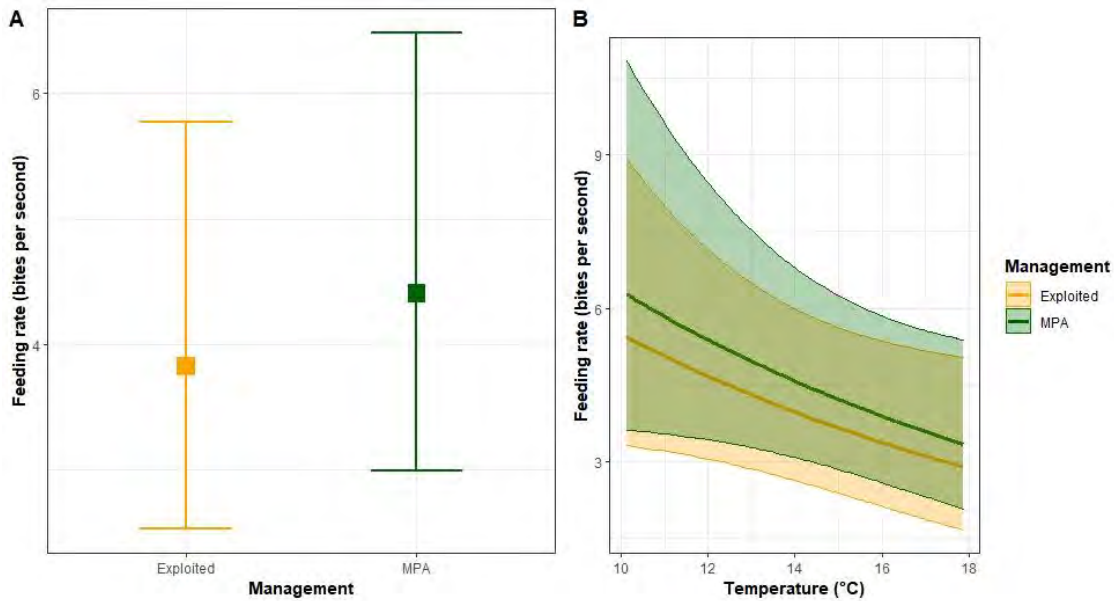 A
Feeding rate (bites per second)
6
4
Exploited
MPA
Management
B
Feeding rate (bites per second)
9
6
3
10
12
14
16
18
Temperature (°C)
Management
Exploited
MPA